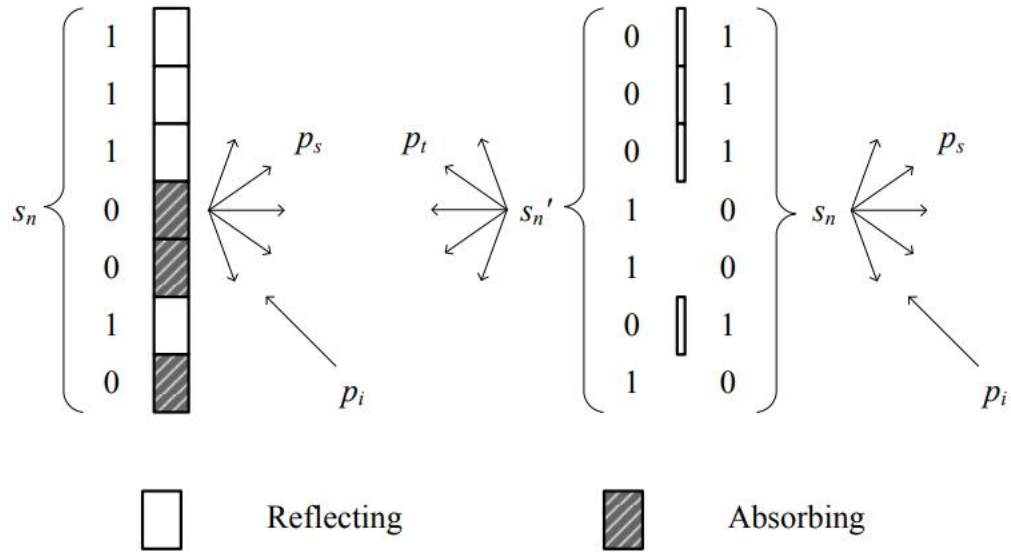 1 0 1
1 0 1
1 p_s p_t 0 1 p_s
s_n 0 s_n' 1 0 s_n
0 1 0
1 0 1
0 p_i 1 0 p_i
Reflecting Absorbing